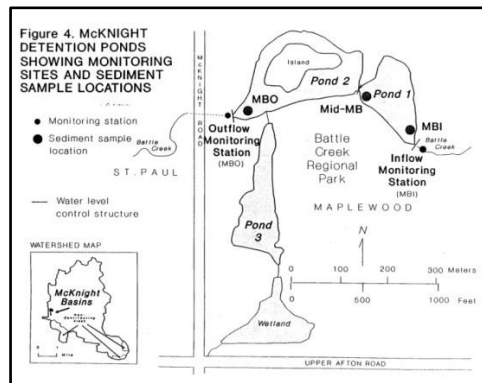 Figure 4. McKNIGHT
DETENTION PONDS
SHOWING MONITORING
SITES AND SEDIMENT
SAMPLE LOCATIONS
Monitoring station
Sediment sample
location
Battle
Creek
ST. PAUL
Water level
control structure
WATERSHED MAP
McKnight
Basins
0 1
Mile
McKNIGHT ROAD
Island
Pond 2
MBO
Outflow
Monitoring
Station
(MBO)
Mid-MB
Pond 1
MBI
Battle
Creek
Inflow
Monitoring
Station
(MBI)
Battle
Creek
Regional
Park
MAPLEWOOD
Pond
3
N
0 100 200 300 Meters
0 500 1000 Feet
Wetland
UPPER AFTON ROAD